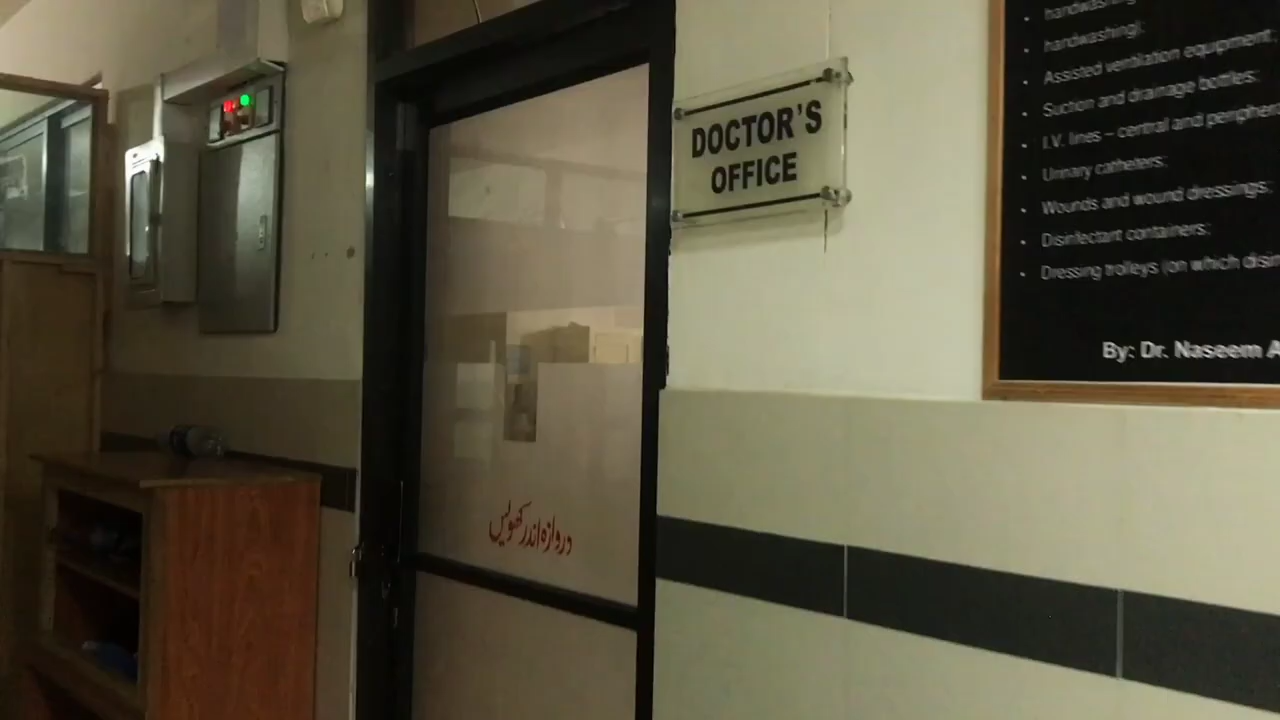 DOCTOR'S
OFFICE
handwashing
handwashing);
Assisted ventilation equipment;
Suction and drainage bottles;
I.V. lines – central and
Urinary catheters;
Wounds and wound dressings;
Disinfectant containers;
Dressing trolleys (on which
By: Dr. Naseem
دروازہ اندر کھولیں